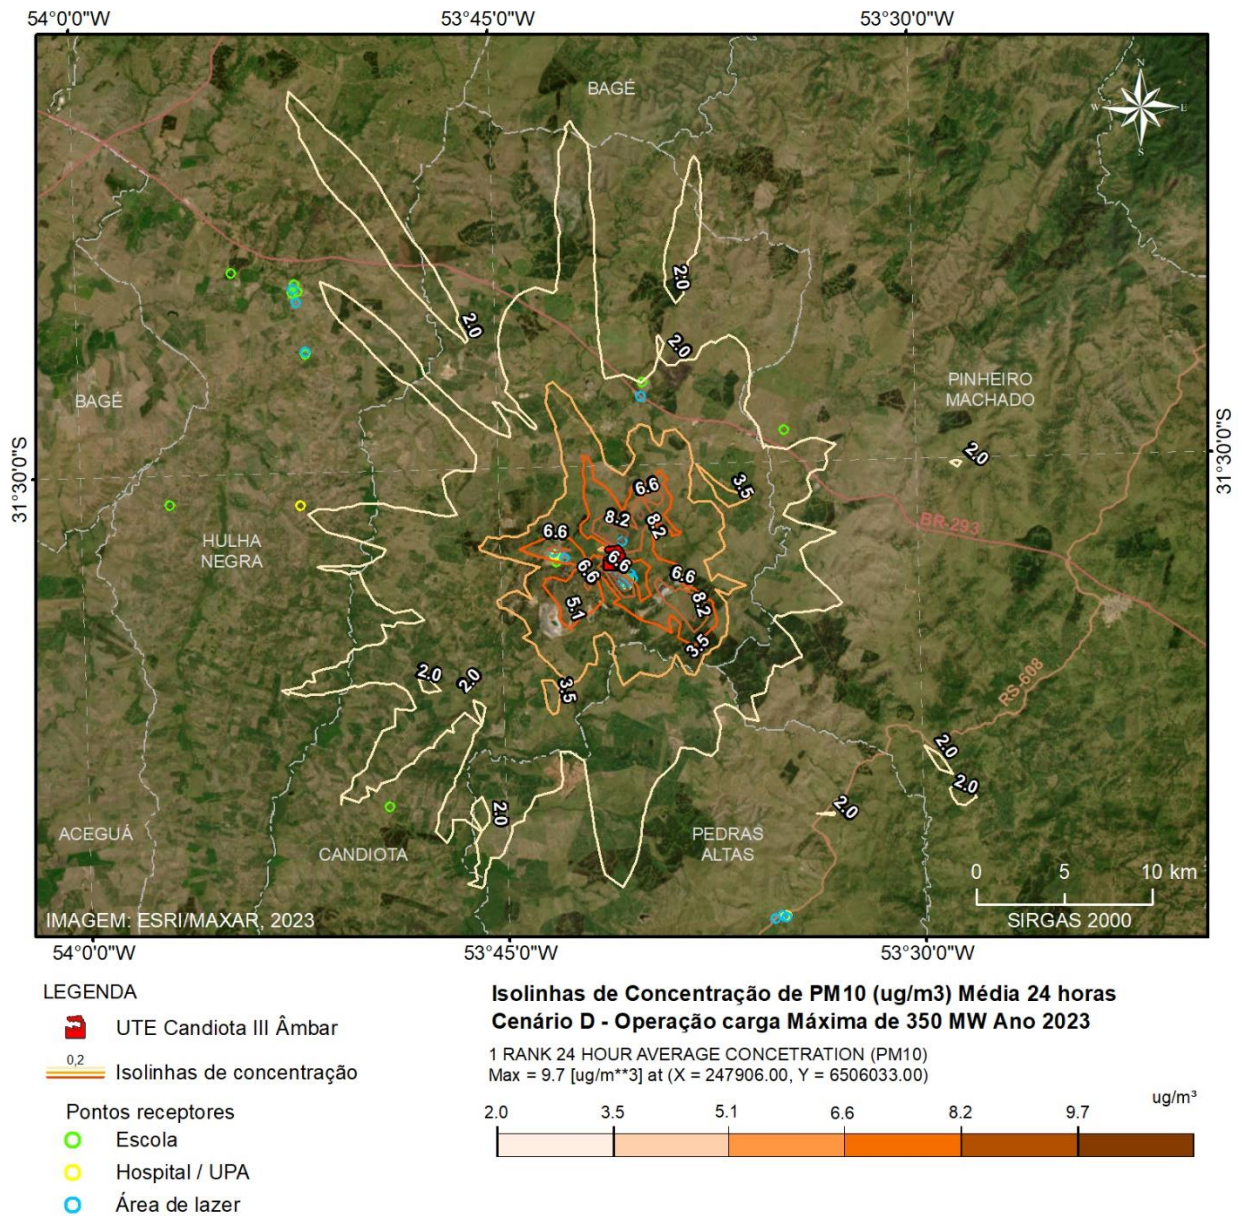 54°0'0"W
53°45'0"W
53°30'0"W
BAGÉ
N
W
E
S
2.0
2.0
2.0
BAGÉ
PINHEIRO
MACHADO
31°30'0"S
31°30'0"S
2.0
3.5
6.6
8.2
8.2
BR-293
6.6
6.6
6.6
6.6
HULHA
NEGRA
5.1
8.2
3.5
2.0
2.0
3.5
RS 608
2.0
2.0
2.0
2.0
ACEGUÁ
CANDIOTA
PEDRAS
ALTAS
0 5 10 km
IMAGEM: ESRI/MAXAR, 2023
SIRGAS 2000
54°0'0"W
53°45'0"W
53°30'0"W
LEGENDA
UTE Candiota III Âmbar
0,2
Isolinhas de concentração
Pontos receptores
Escola
Hospital / UPA
Área de lazer
Isolinhas de Concentração de PM10 (ug/m3) Média 24 horas
Cenário D - Operação carga Máxima de 350 MW Ano 2023
1 RANK 24 HOUR AVERAGE CONCETRATION (PM10)
Max = 9.7 [ug/m**3] at (X = 247906.00, Y = 6506033.00)
ug/m³
2.0 3.5 5.1 6.6 8.2 9.7